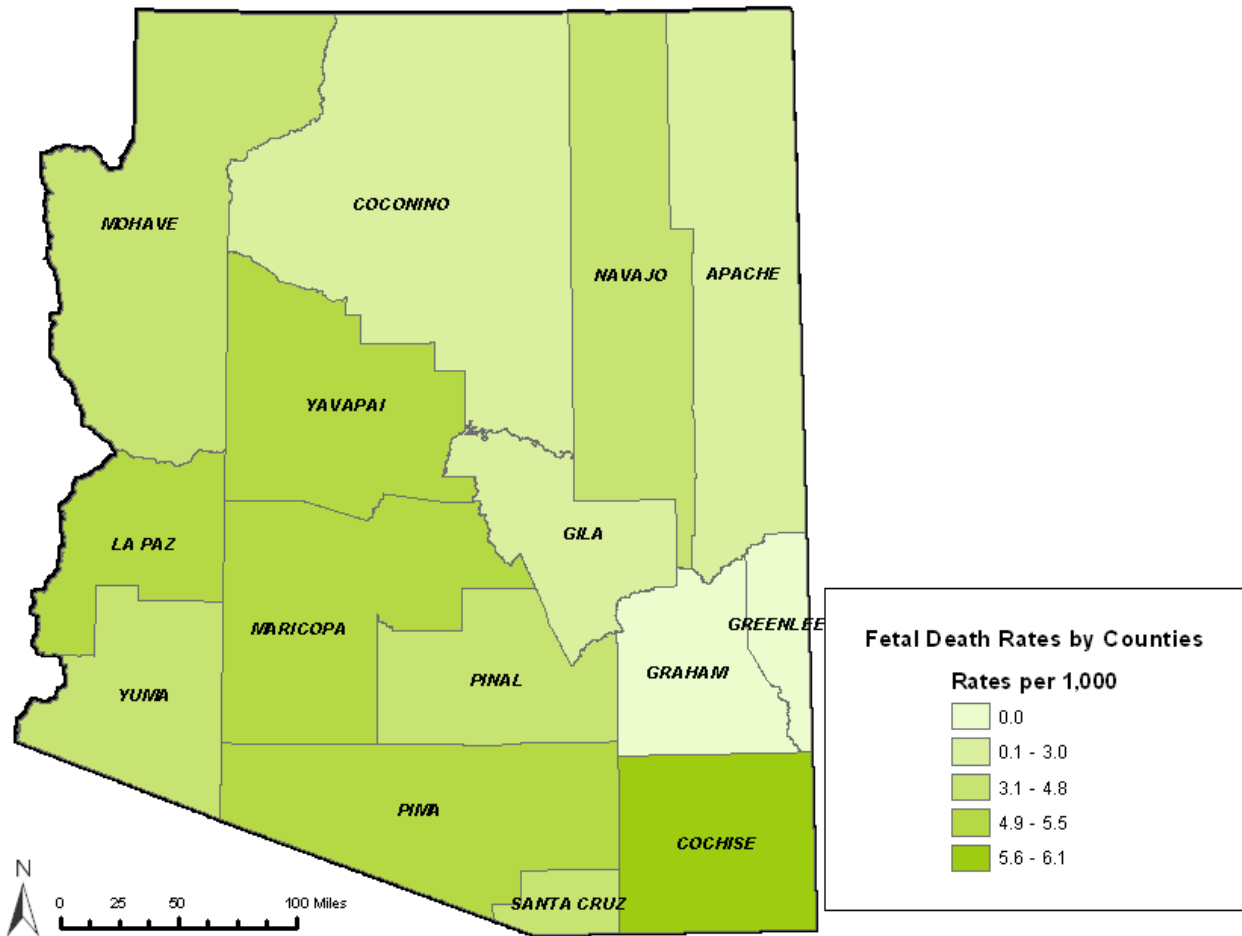 MOHAVE
COCONINO
NAVAJO
APACHE
YAVAPAI
LA PAZ
GILA
MARICOPA
GREENLEE
YUMA
PINAL
GRAHAM
PIMA
COCHISE
SANTA CRUZ
Fetal Death Rates by Counties
Rates per 1,000
0.0
0.1 - 3.0
3.1 - 4.8
4.9 - 5.5
5.6 - 6.1
N
0 25 50 100 Miles